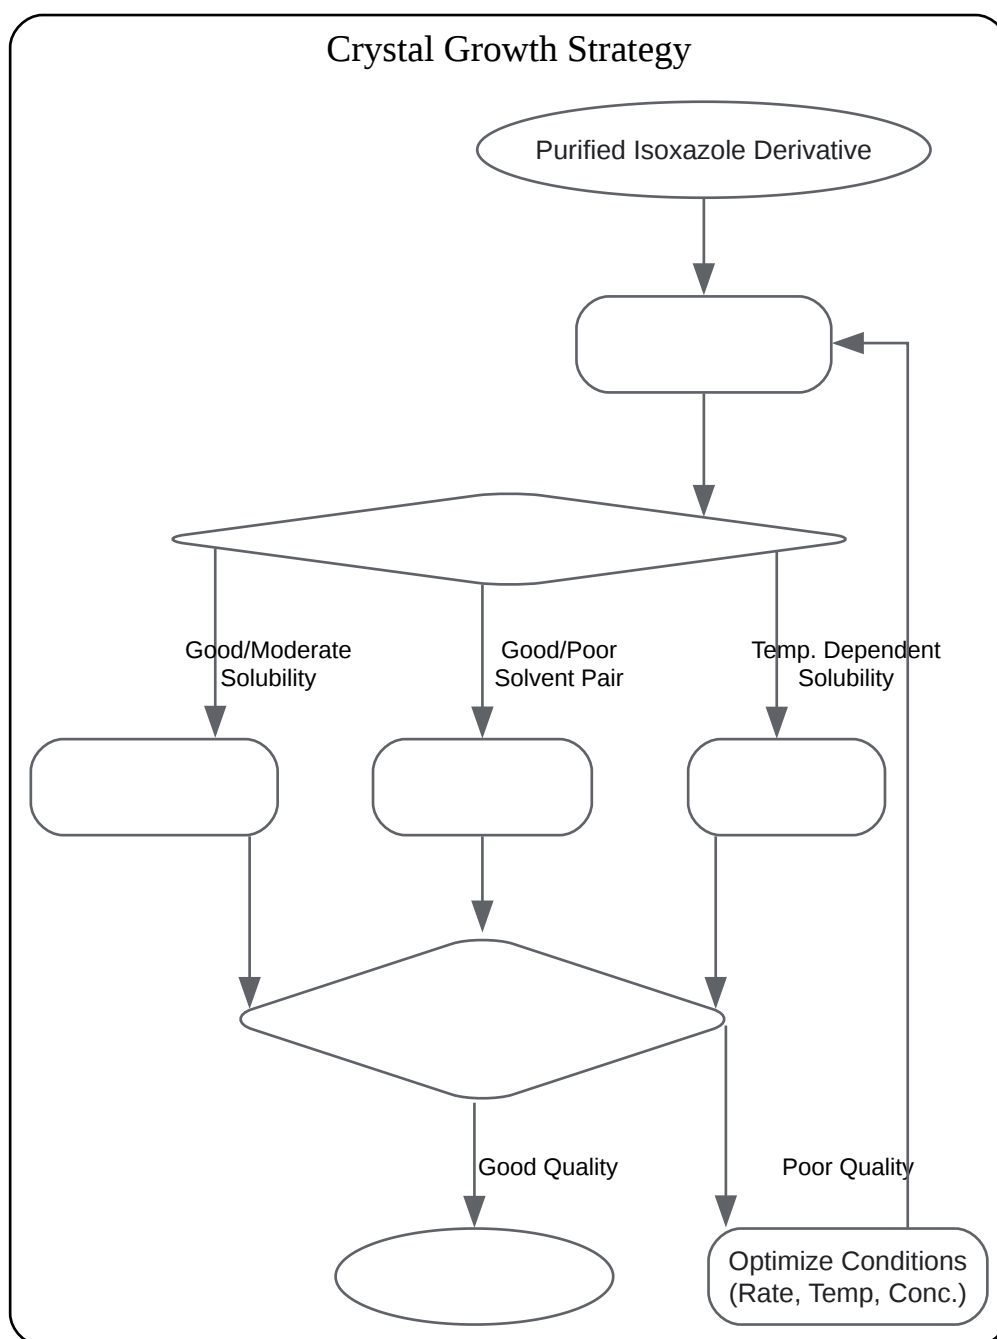 Crystal Growth Strategy
Purified Isoxazole Derivative
Good/Moderate
Solubility
Good/Poor
Solvent Pair
Temp. Dependent
Solubility
Good Quality
Poor Quality
Optimize Conditions
(Rate, Temp, Conc.)